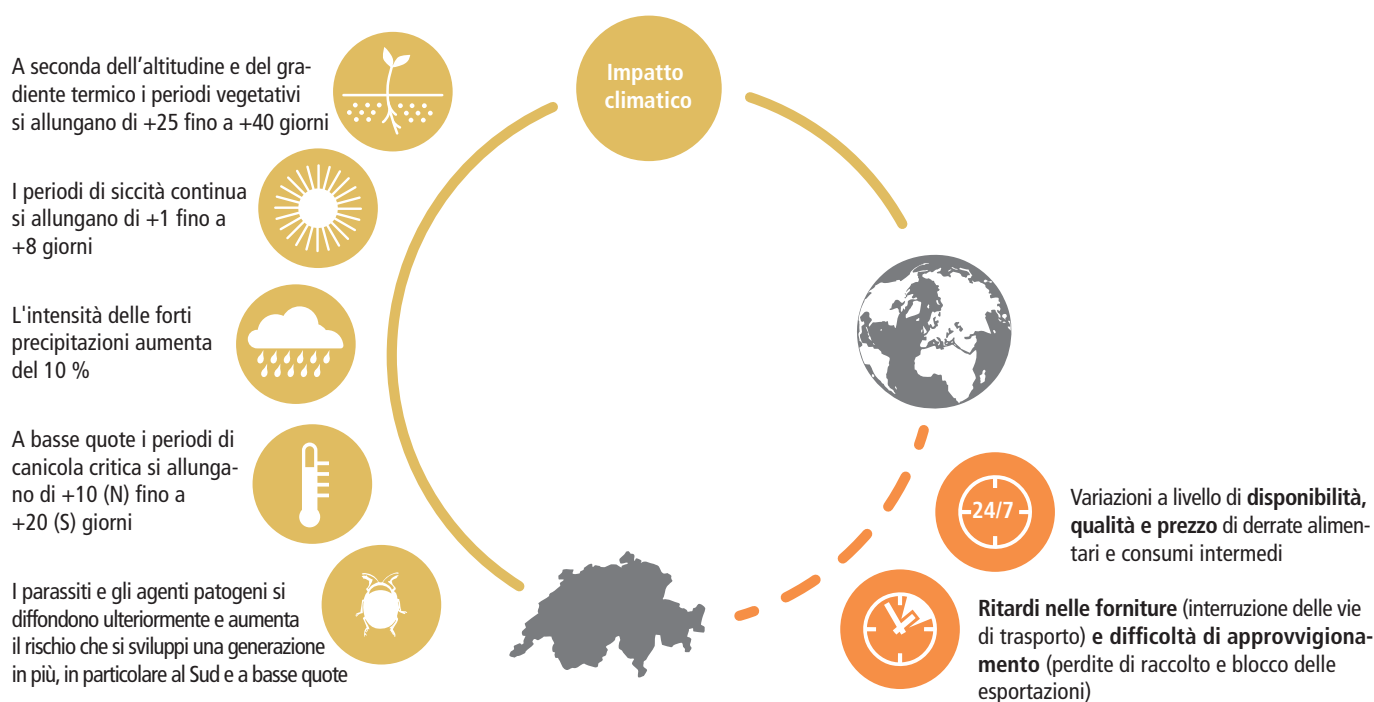 A seconda dell'altitudine e del gra-
diente termico i periodi vegetativi
si allungano di +25 fino a +40 giorni
I periodi di siccità continua
si allungano di +1 fino a
+8 giorni
L'intensità delle forti
precipitazioni aumenta
del 10 %
A basse quote i periodi di
canicola critica si allunga-
no di +10 (N) fino a
+20 (S) giorni
I parassiti e gli agenti patogeni si
diffondono ulteriormente e aumenta
il rischio che si sviluppi una generazione
in più, in particolare al Sud e a basse quote
Impatto
climatico
24/7
Variazioni a livello di disponibilità,
qualità e prezzo di derrate alimen-
tari e consumi intermedi
Ritardi nelle forniture (interruzione delle vie
di trasporto) e difficoltà di approvvigiona-
mento (perdite di raccolto e blocco delle
esportazioni)